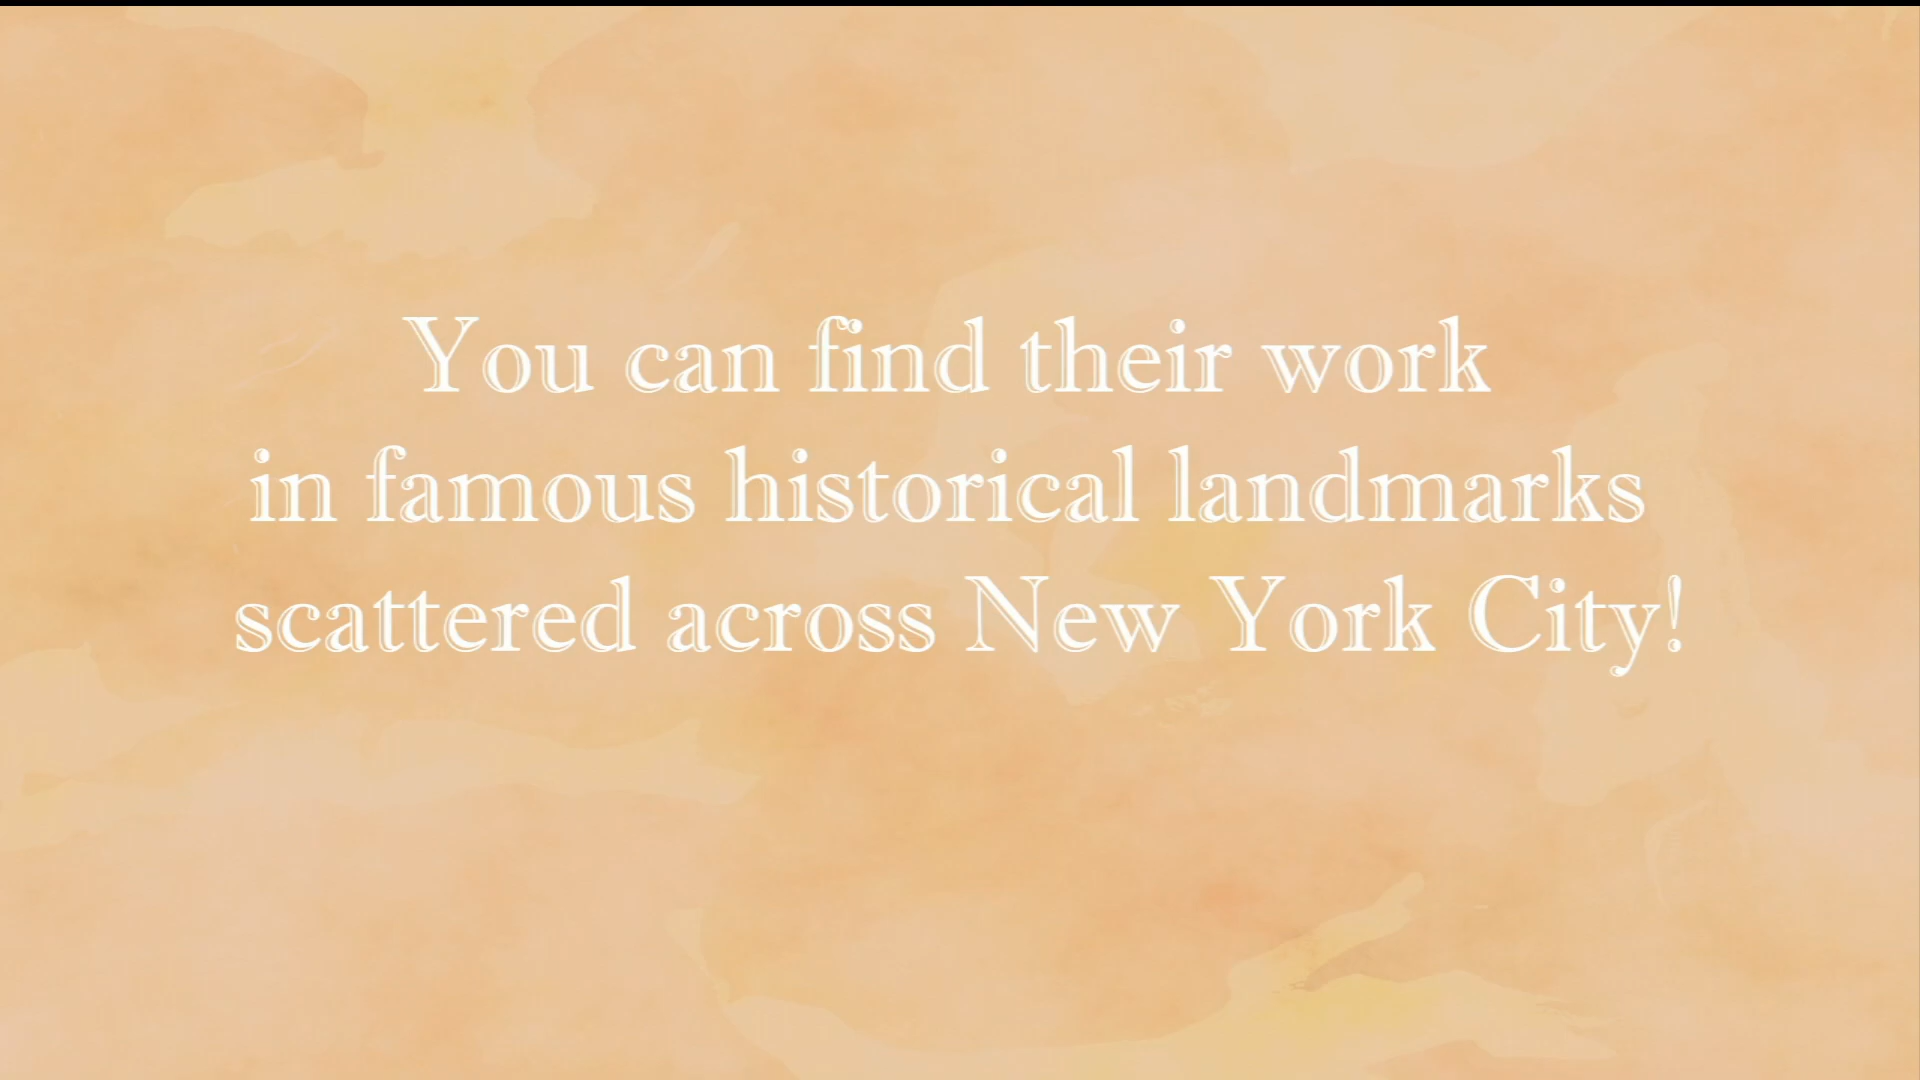 You can find their work
in famous historical landmarks
scattered across New York City!